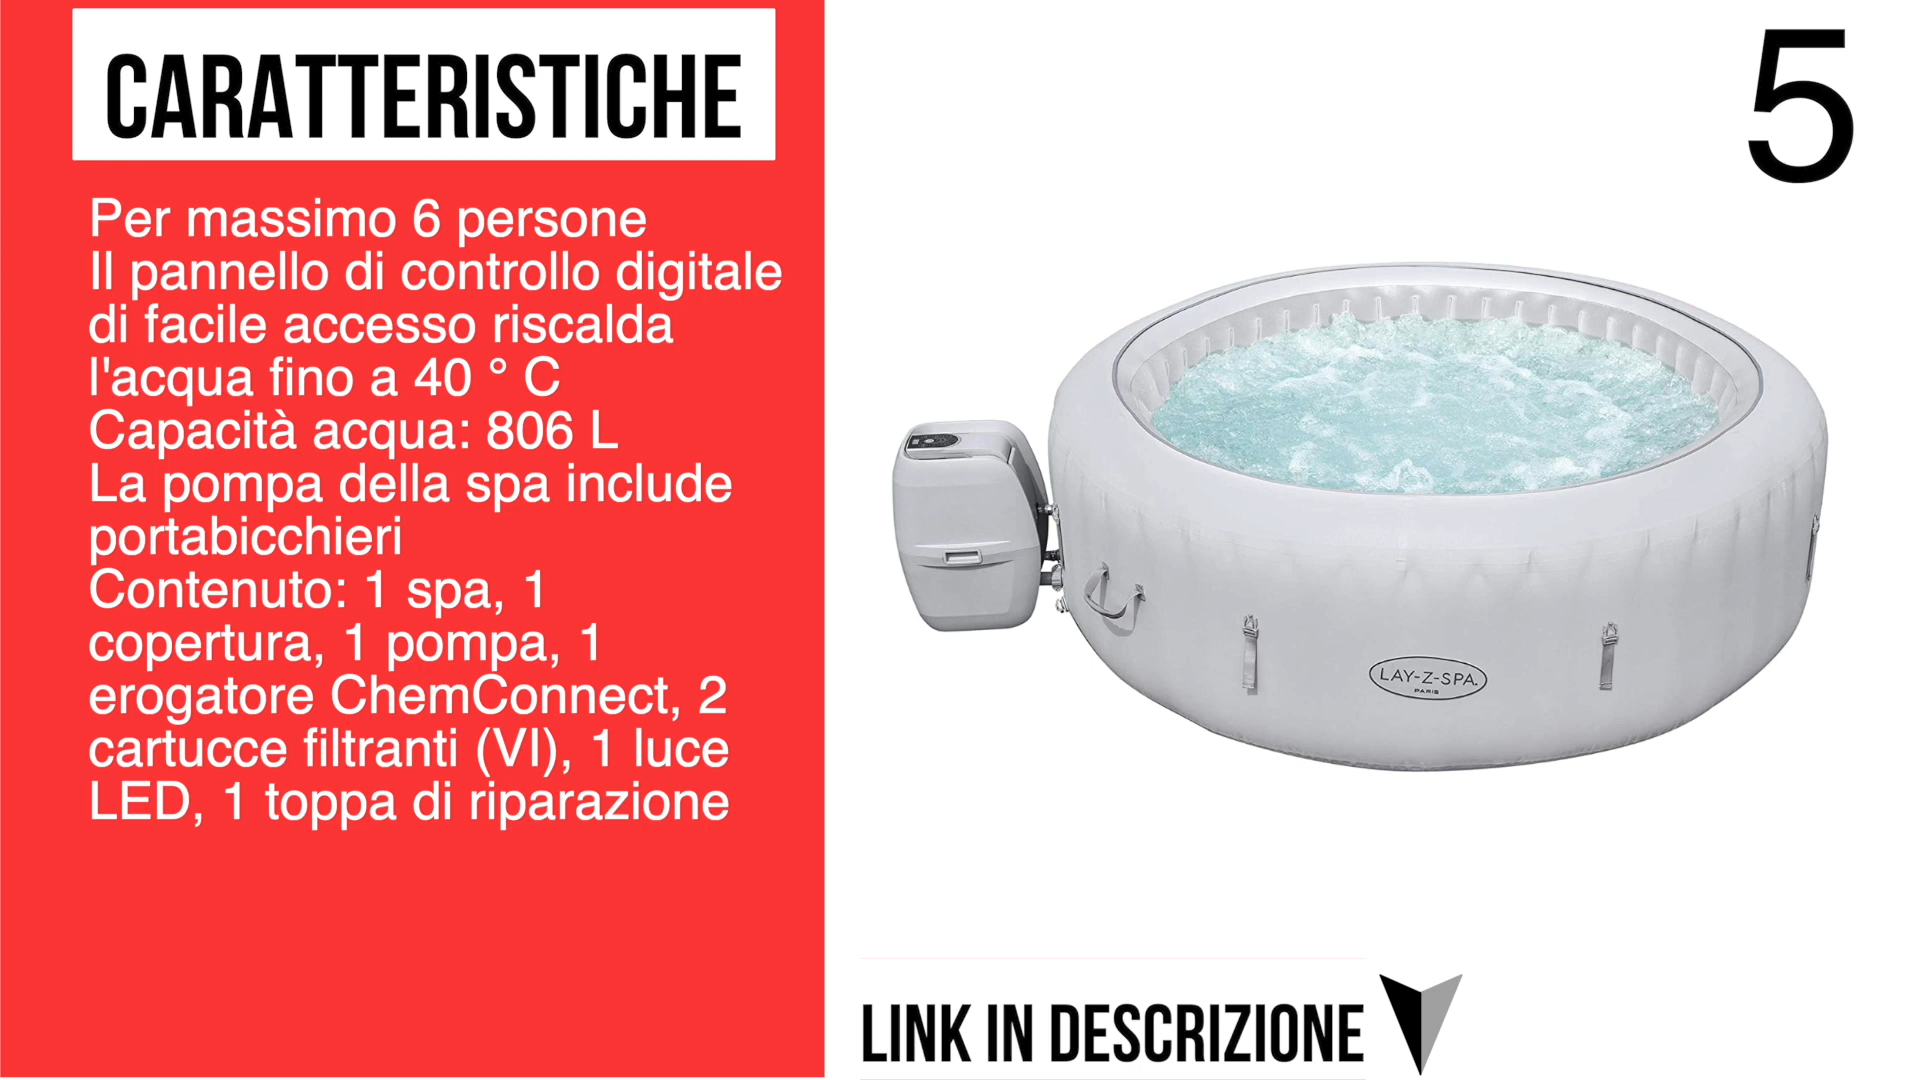 CARATTERISTICHE
5
Per massimo 6 persone
Il pannello di controllo digitale
di facile accesso riscalda
l'acqua fino a 40 ° C
Capacità acqua: 806 L
La pompa della spa include
portabicchieri
Contenuto: 1 spa, 1
copertura, 1 pompa, 1
erogatore ChemConnect, 2
cartucce filtranti (VI), 1 luce
LED, 1 toppa di riparazione
LAY-Z-SPA.
PARIS
LINK IN DESCRIZIONE